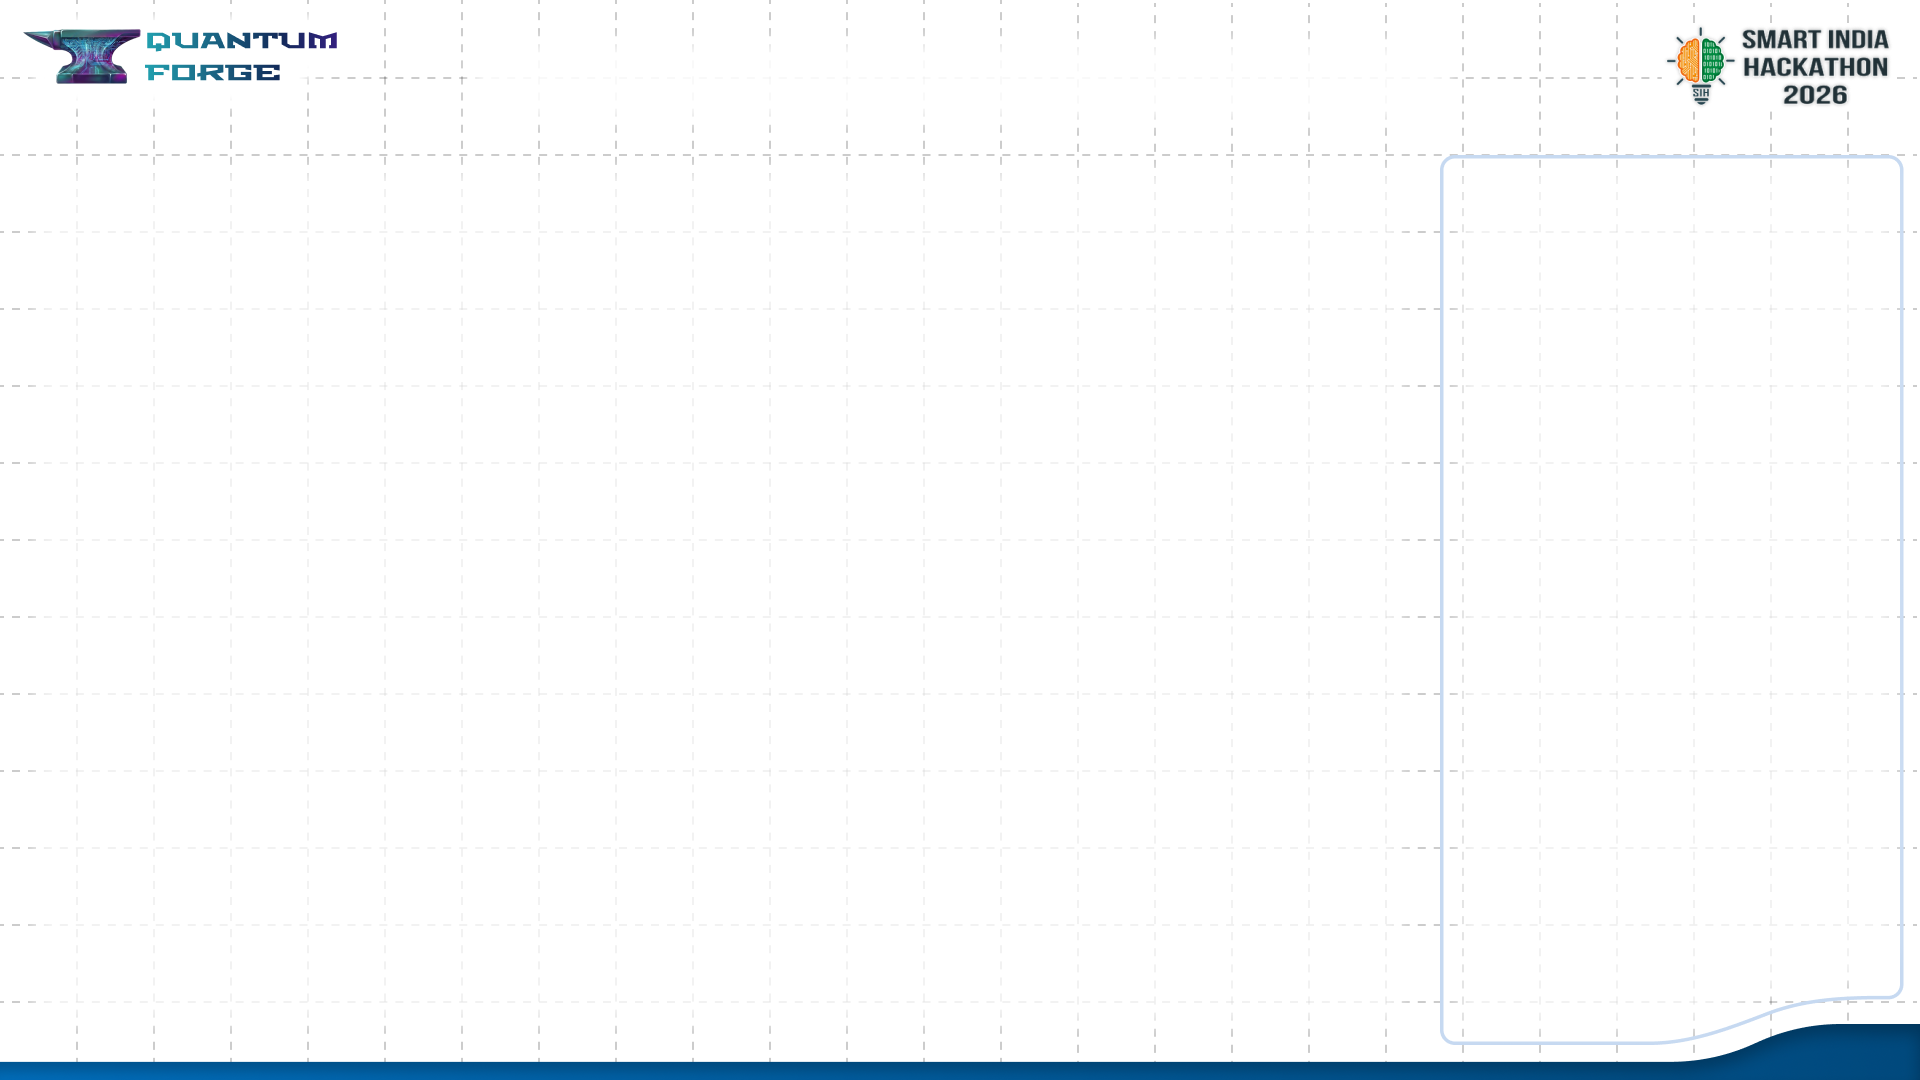 QUANTUM
FORGE
SMART INDIA
HACKATHON
2026
SIH